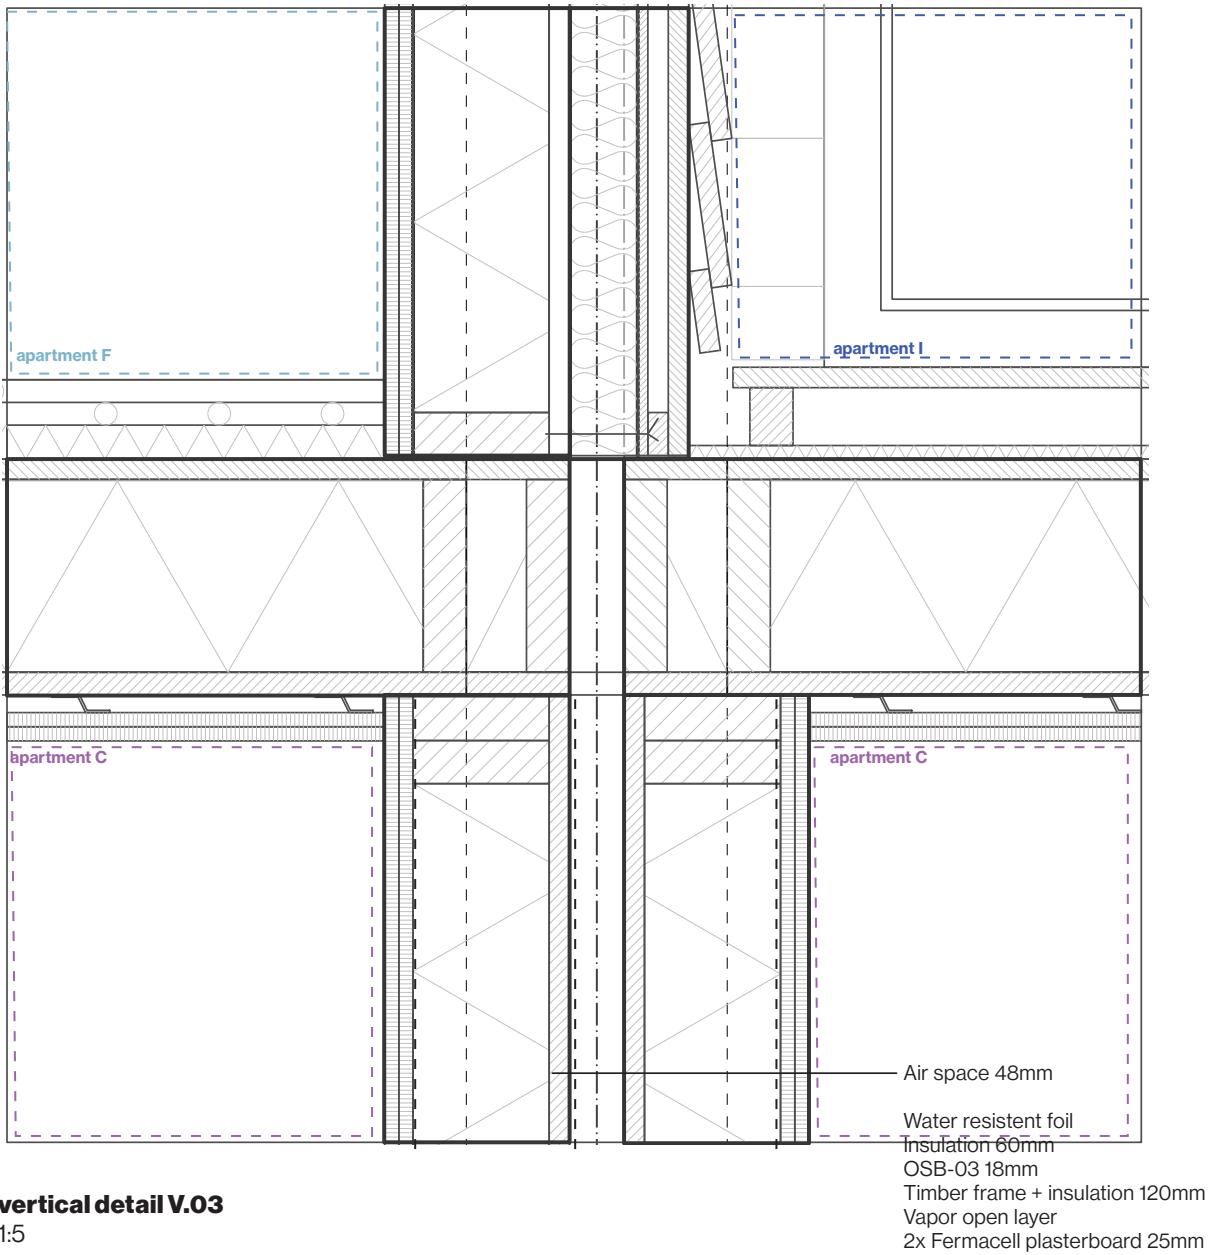 apartment F
apartment I
apartment C
apartment C
Air space 48mm
Water resistent foil
Insulation 60mm
OSB-03 18mm
Timber frame + insulation 120mm
Vapor open layer
2x Fermacell plasterboard 25mm
vertical detail V.03
1:5